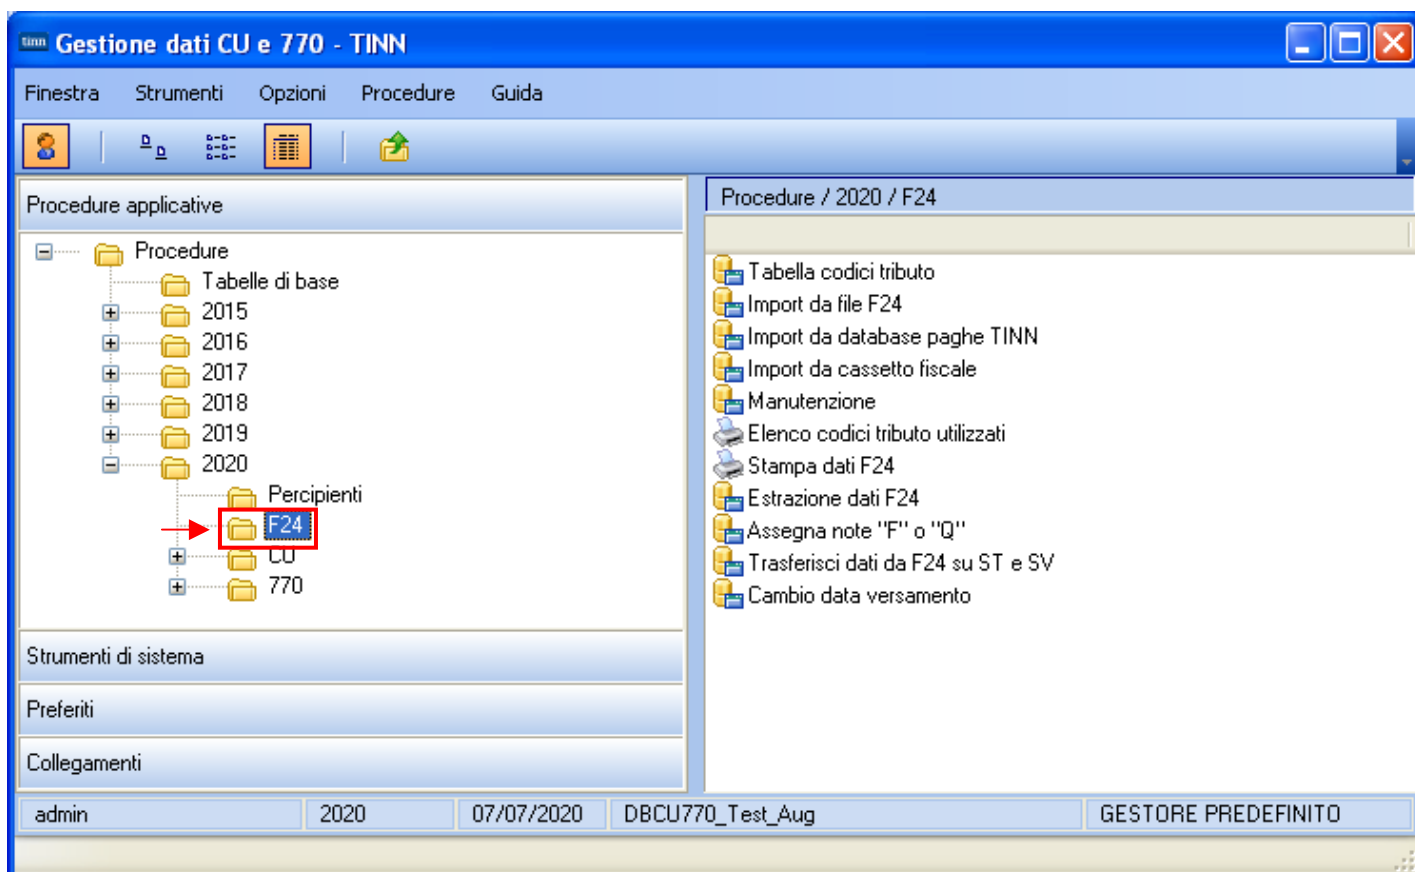 tinn Gestione dati CU e 770 - TINN
Finestra Strumenti Opzioni Procedure Guida
Procedure applicative
Procedure
Tabelle di base
2015
2016
2017
2018
2019
2020
Percipienti
F24
CU
770
Strumenti di sistema
Preferiti
Collegamenti
Procedure / 2020 / F24
Tabella codici tributo
Import da file F24
Import da database paghe TINN
Import da cassetto fiscale
Manutenzione
Elenco codici tributo utilizzati
Stampa dati F24
Estrazione dati F24
Assegna note "F" o "Q"
Trasferisci dati da F24 su ST e SV
Cambio data versamento
admin 2020 07/07/2020 DBCU770_Test_Aug GESTORE PREDEFINITO